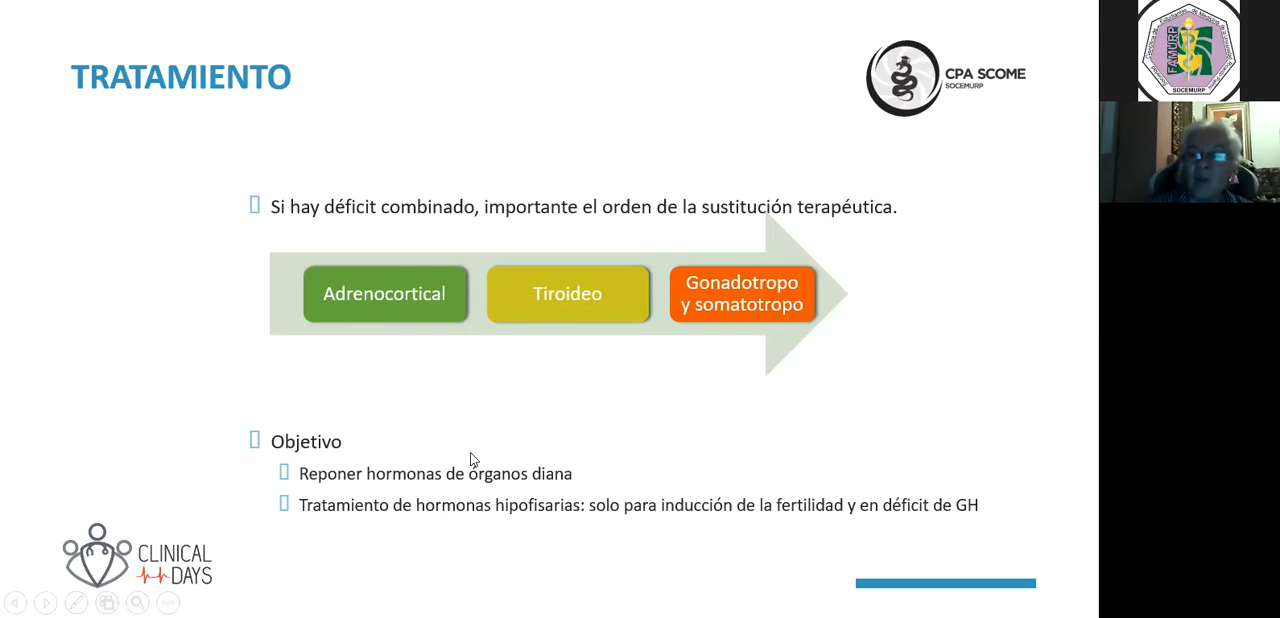 TRATAMIENTO
CPA SCOME
SOCEMURP
Si hay déficit combinado, importante el orden de la sustitución terapéutica.
Adrenocortical
Tiroideo
Gonadotropo
y somatotropo
Objetivo
Reponer hormonas de órganos diana
Tratamiento de hormonas hipofisarias: solo para inducción de la fertilidad y en déficit de GH
CLINICAL
DAYS
FAMURP
SOCEMURP